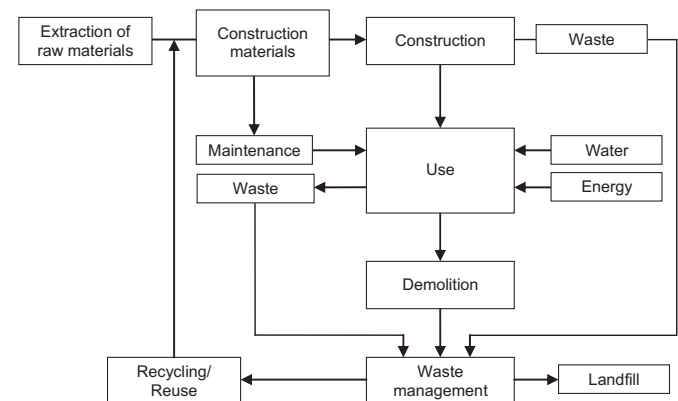 Extraction of
raw materials
Construction
materials
Construction
Waste
Maintenance
Use
Water
Waste
Energy
Demolition
Recycling/
Reuse
Waste
management
Landfill